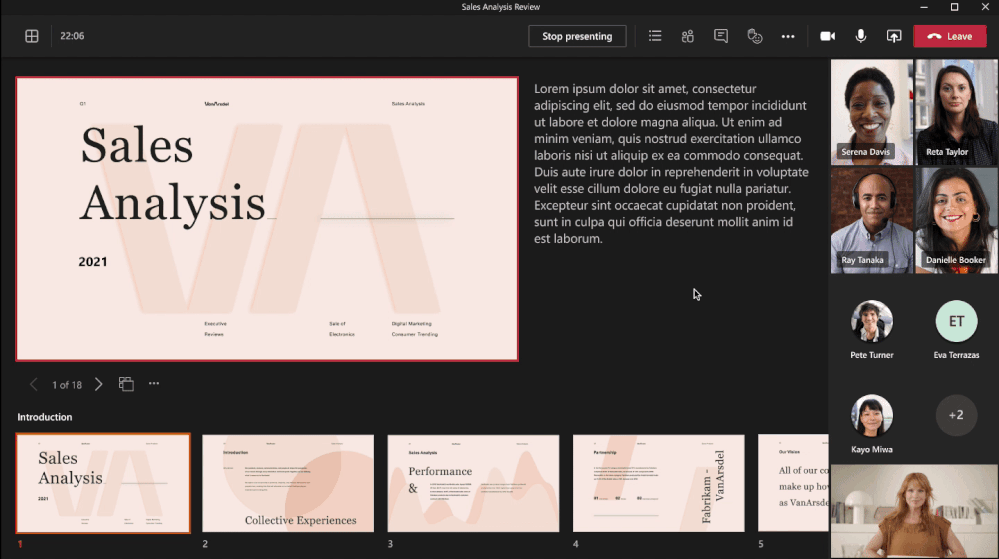 Sales Analysis Review
22:06
Stop presenting
Leave
01
VanArsdel
Sales Analysis
Sales
Analysis
2021
Executive
Reviews
Sale of
Electronics
Digital Marketing
Consumer Trending
Lorem ipsum dolor sit amet, consectetur
adipiscing elit, sed do eiusmod tempor incididunt
ut labore et dolore magna aliqua. Ut enim ad
minim veniam, quis nostrud exercitation ullamco
laboris nisi ut aliquip ex ea commodo consequat.
Duis aute irure dolor in reprehenderit in voluptate
velit esse cillum dolore eu fugiat nulla pariatur.
Excepteur sint occaecat cupidatat non proident,
sunt in culpa qui officia deserunt mollit anim id
est laborum.
Serena Davis
Reta Taylor
Ray Tanaka
Danielle Booker
Pete Turner
ET
Eva Terrazas
Kayo Miwa
+2
1 of 18
Introduction
Sales
Analysis
2021
1
Introduction
Collective Experiences
2
Sales Analysis
Performance
&
3
Partnership
01
02
03
Fabrikam -
VanArsdel
4
Our Vision
All of our co
make up ho
as VanArsde
5